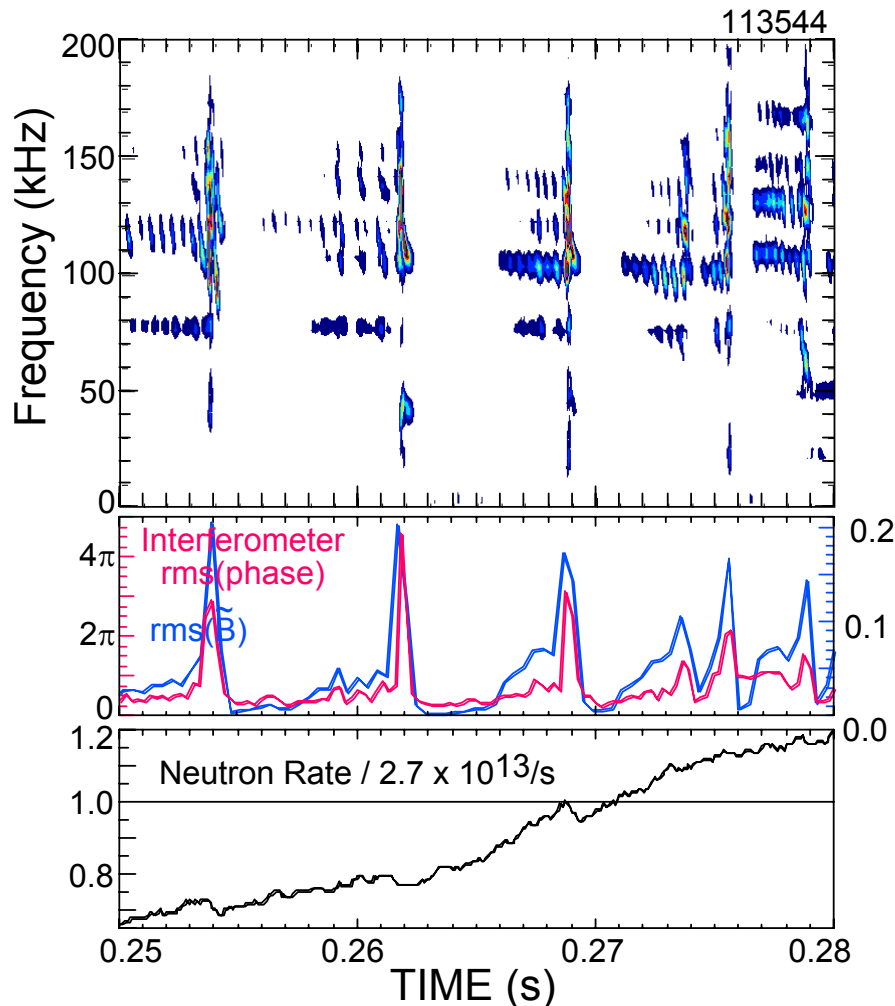 113544
200
150
100
50
0
Frequency (kHz)
Interferometer
rms(phase)
rms(B̃)
4π
2π
0
0.2
0.1
0.0
1.2
1.0
0.8
Neutron Rate / 2.7 x 10¹³/s
0.25 0.26 0.27 0.28
TIME (s)